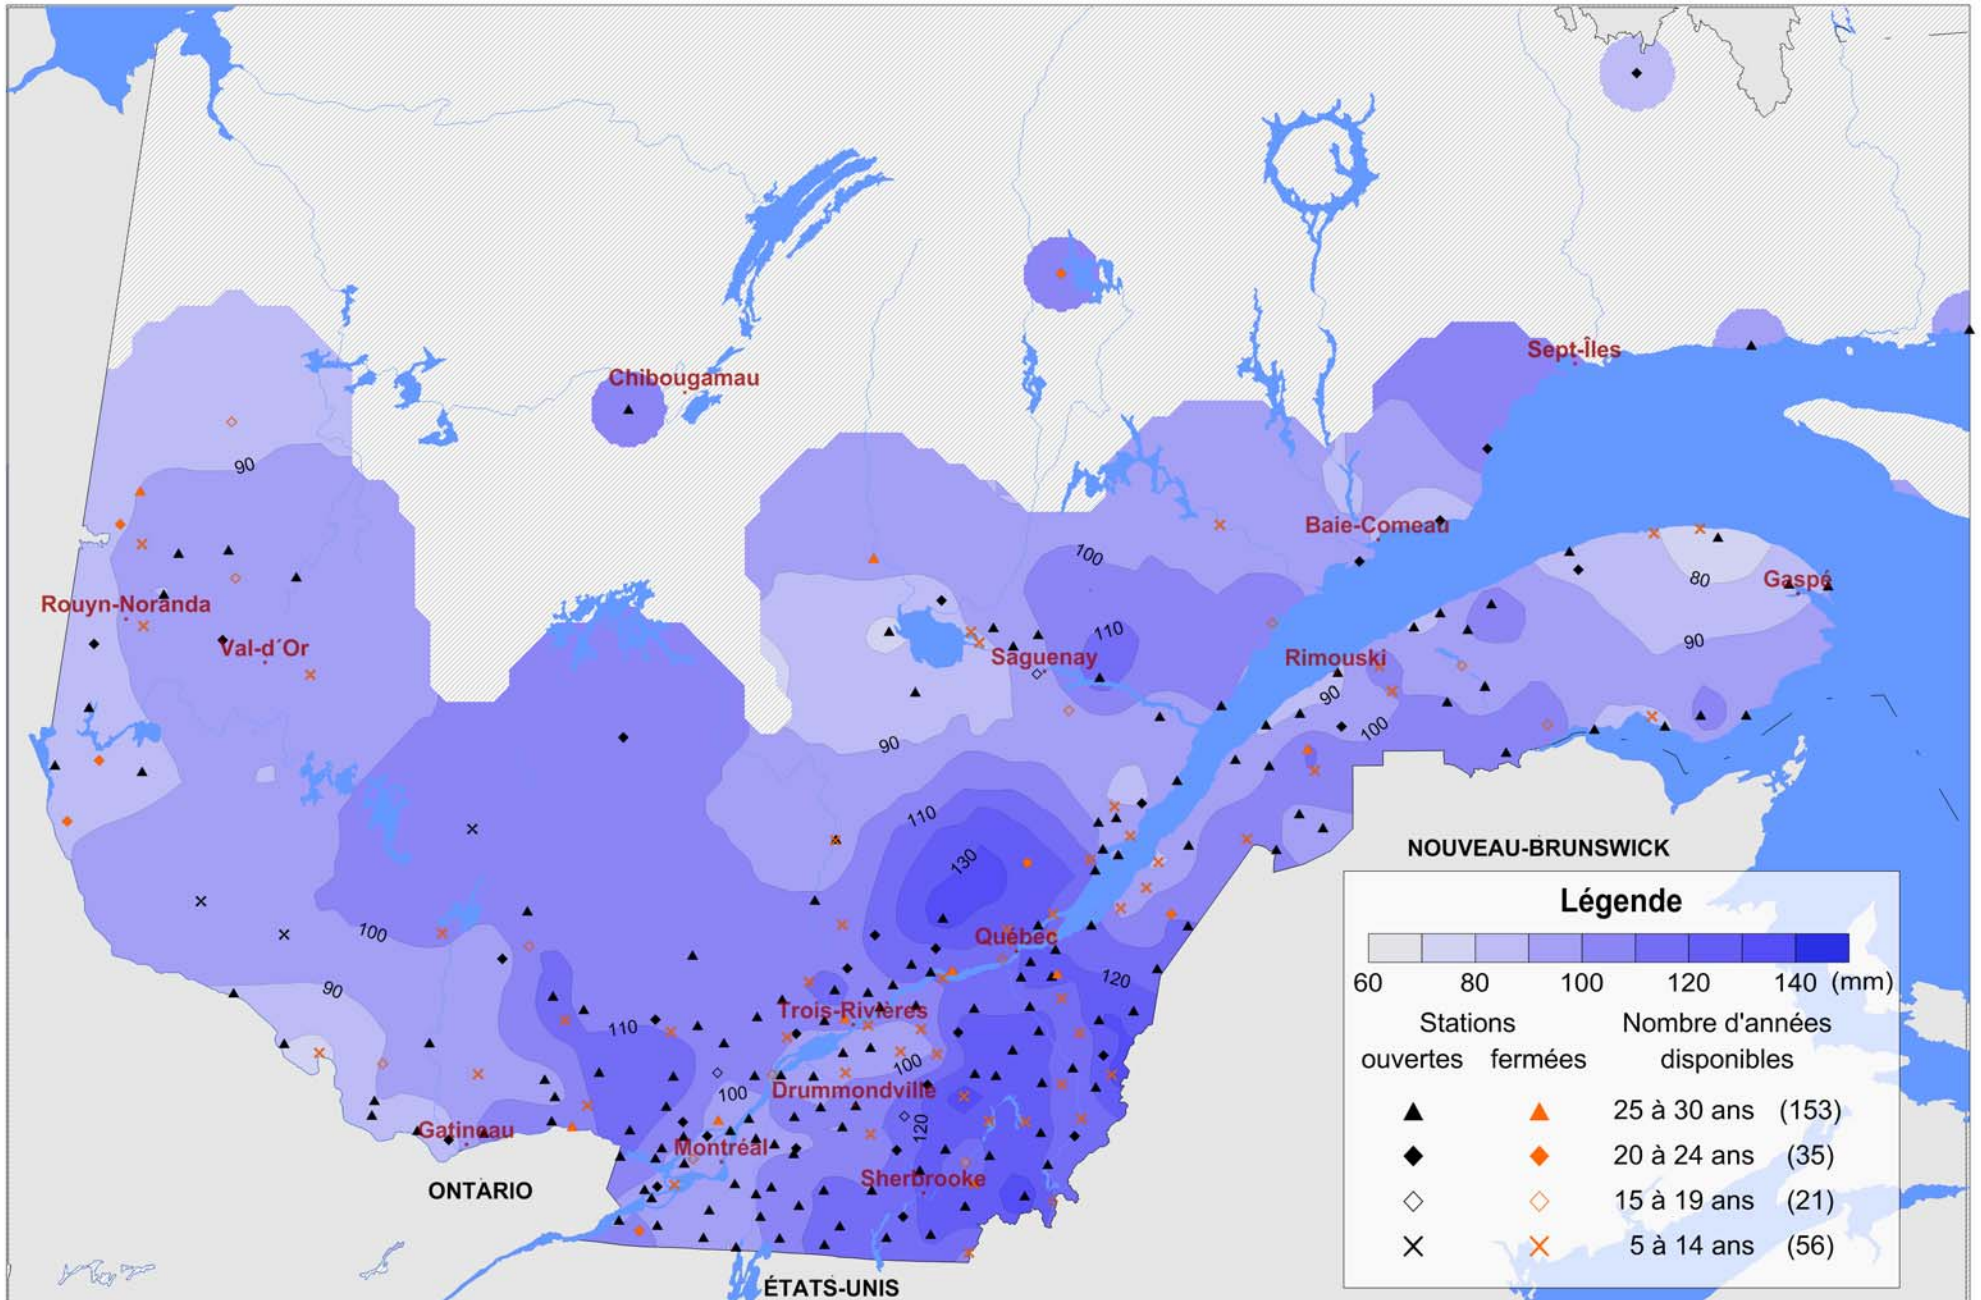 Sept-Îles
Chibougamau
90
Baie-Comeau
100
80
Gaspé
Rouyn-Noranda
110
90
Val-d´Or
Saguenay
Rimouski
90
100
90
110
130
NOUVEAU-BRUNSWICK
Légende
100
Québec
120
60 80 100 120 140 (mm)
90
Trois-Rivières
110
Stations
Nombre d'années
ouvertes fermées disponibles
100
Drummondville
100
25 à 30 ans (153)
120
Gatineau
Montréal
20 à 24 ans (35)
Sherbrooke
ONTARIO
15 à 19 ans (21)
5 à 14 ans (56)
ÉTATS-UNIS